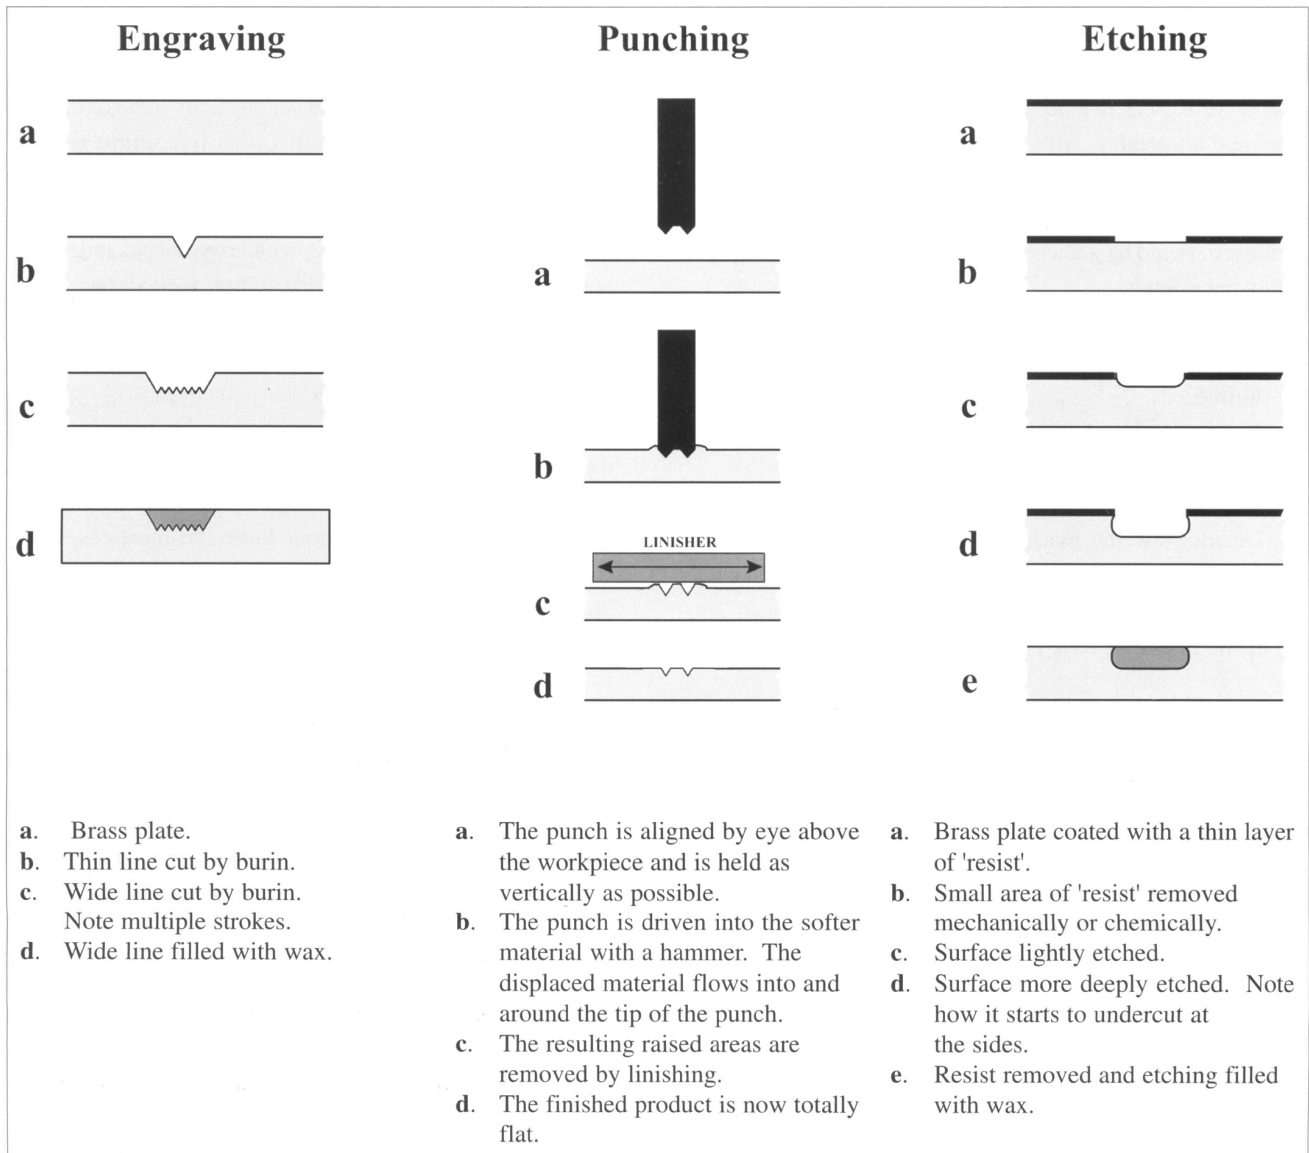 Engraving
a
b
c
d
a. Brass plate.
b. Thin line cut by burin.
c. Wide line cut by burin.
Note multiple strokes.
d. Wide line filled with wax.
Punching
a
b
LINISHER
c
d
a. The punch is aligned by eye above
the workpiece and is held as
vertically as possible.
b. The punch is driven into the softer
material with a hammer. The
displaced material flows into and
around the tip of the punch.
c. The resulting raised areas are
removed by linishing.
d. The finished product is now totally
flat.
Etching
a
b
c
d
e
a. Brass plate coated with a thin layer
of 'resist'.
b. Small area of 'resist' removed
mechanically or chemically.
c. Surface lightly etched.
d. Surface more deeply etched. Note
how it starts to undercut at
the sides.
e. Resist removed and etching filled
with wax.